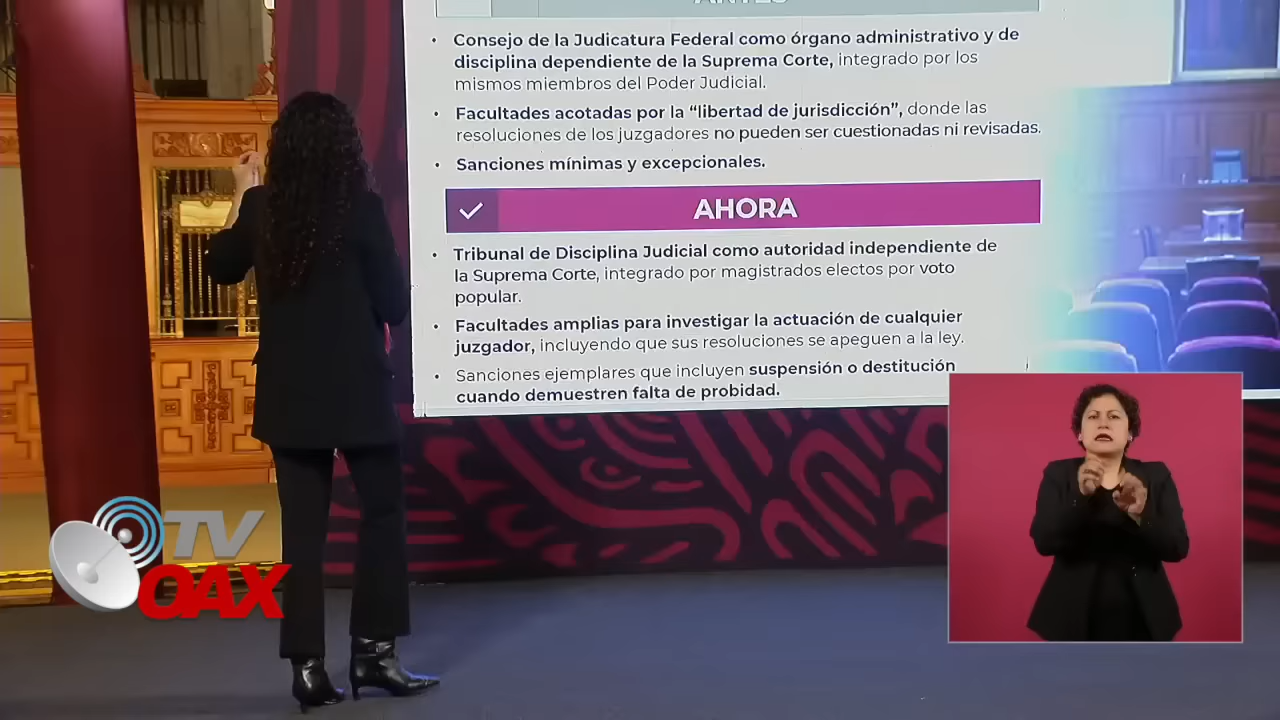 ANTES
• Consejo de la Judicatura Federal como órgano administrativo y de
disciplina dependiente de la Suprema Corte, integrado por los
mismos miembros del Poder Judicial.
• Facultades acotadas por la “libertad de jurisdicción”, donde las
resoluciones de los juzgadores no pueden ser cuestionadas ni revisadas.
• Sanciones mínimas y excepcionales.
AHORA
• Tribunal de Disciplina Judicial como autoridad independiente de
la Suprema Corte, integrado por magistrados electos por voto
popular.
• Facultades amplias para investigar la actuación de cualquier
juzgador, incluyendo que sus resoluciones se apeguen a la ley.
• Sanciones ejemplares que incluyen suspensión o destitución
cuando demuestren falta de probidad.
TV
OAX